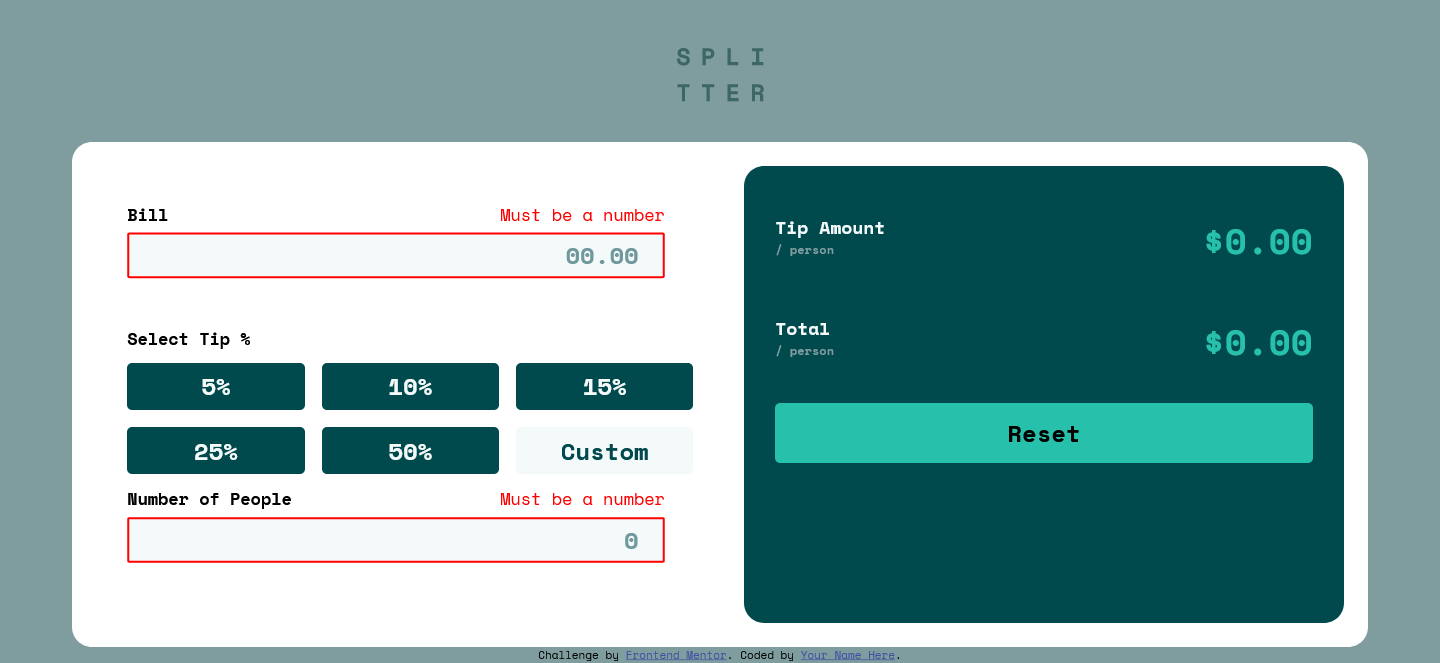 SPLI
TTER
Bill Must be a number
00.00
Select Tip %
5% 10% 15%
25% 50% Custom
Number of People Must be a number
0
Tip Amount
/ person
$0.00
Total
/ person
$0.00
Reset
Challenge by Frontend Mentor. Coded by Your Name Here.